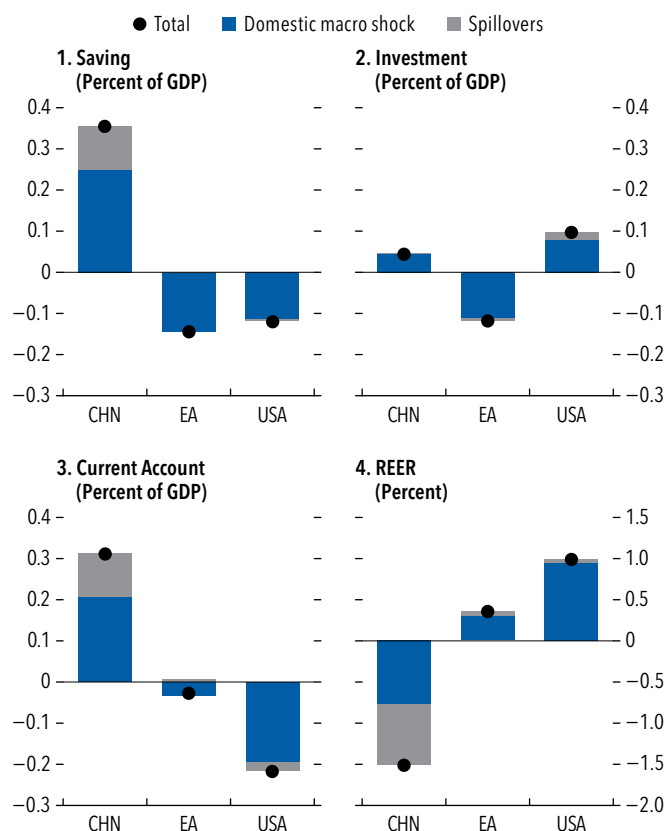 Total Domestic macro shock Spillovers
1. Saving
(Percent of GDP)
0.4
0.3
0.2
0.1
0
−0.1
−0.2
−0.3
CHN EA USA
2. Investment
(Percent of GDP)
0.4
0.3
0.2
0.1
0
−0.1
−0.2
−0.3
CHN EA USA
3. Current Account
(Percent of GDP)
0.4
0.3
0.2
0.1
0
−0.1
−0.2
−0.3
CHN EA USA
4. REER
(Percent)
1.5
1.0
0.5
0
−0.5
−1.0
−1.5
−2.0
CHN EA USA